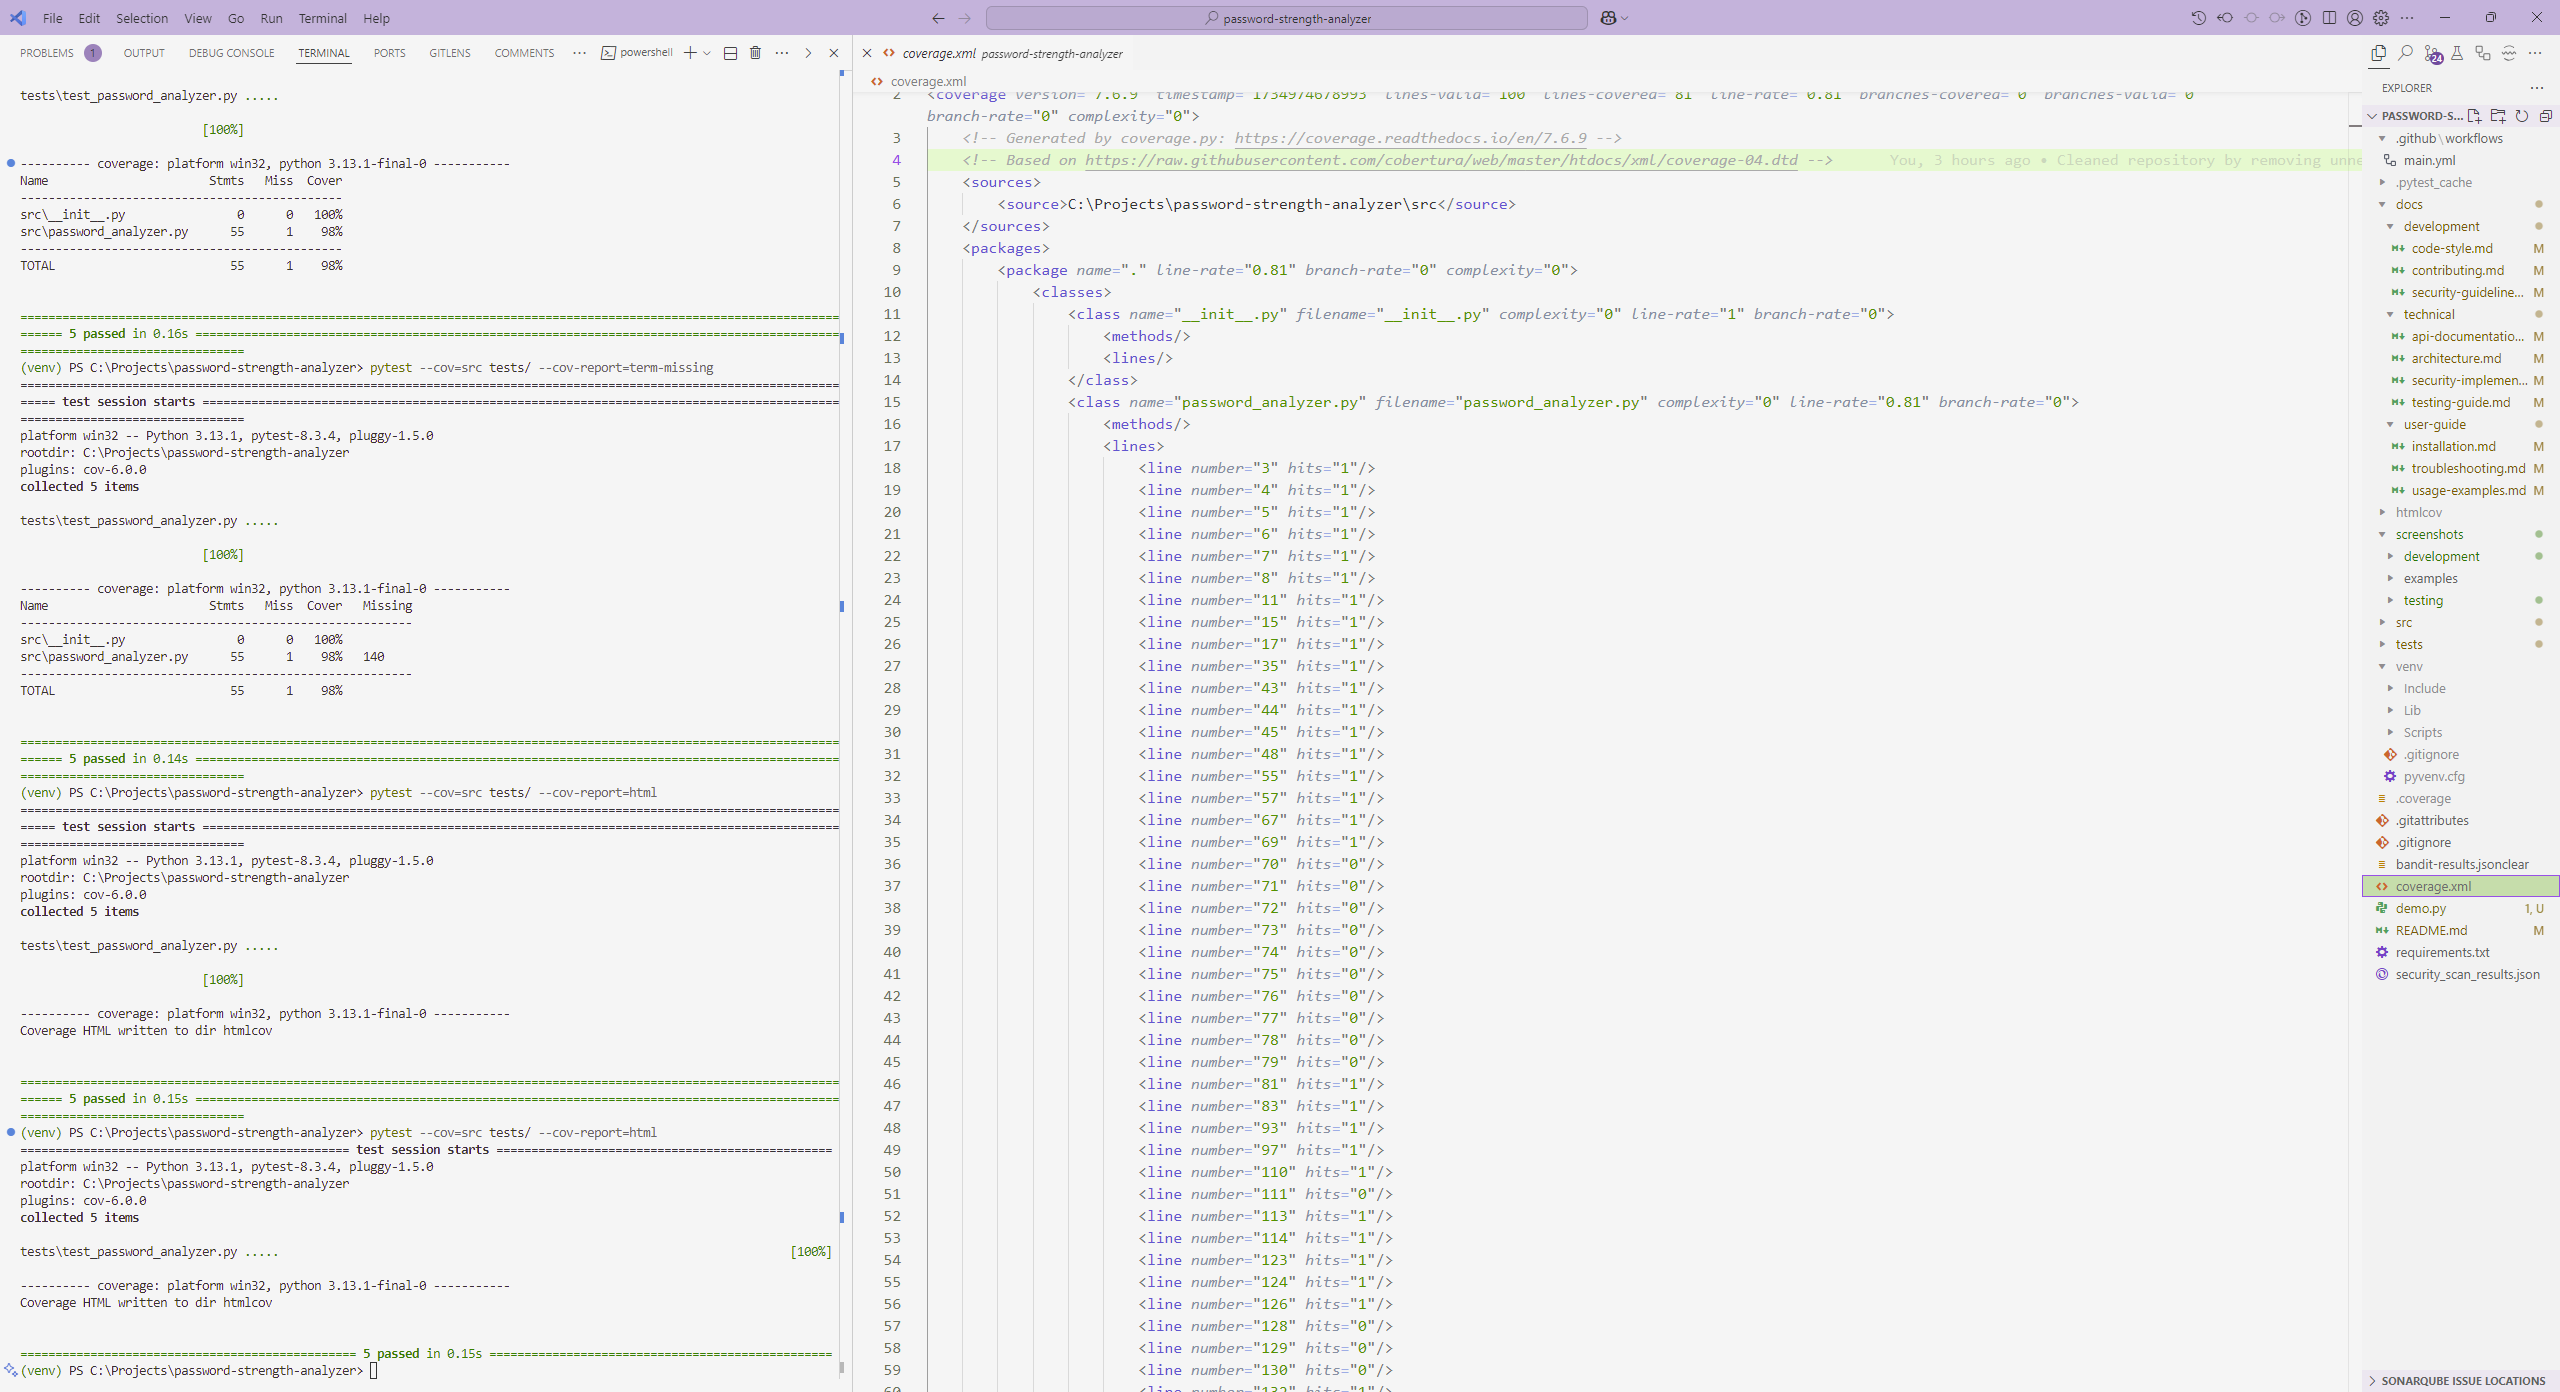 File Edit Selection View Go Run Terminal Help
password-strength-analyzer
PROBLEMS 1 OUTPUT DEBUG CONSOLE TERMINAL PORTS GITLENS COMMENTS ... powershell
tests\test_password_analyzer.py .....
[100%]
---------- coverage: platform win32, python 3.13.1-final-0 -----------
Name Stmts Miss Cover
----------------------------------------------
src\__init__.py 0 0 100%
src\password_analyzer.py 55 1 98%
----------------------------------------------
TOTAL 55 1 98%
====== 5 passed in 0.16s ======
(venv) PS C:\Projects\password-strength-analyzer> pytest --cov=src tests/ --cov-report=term-missing
===== test session starts =====
platform win32 -- Python 3.13.1, pytest-8.3.4, pluggy-1.5.0
rootdir: C:\Projects\password-strength-analyzer
plugins: cov-6.0.0
collected 5 items
tests\test_password_analyzer.py .....
[100%]
---------- coverage: platform win32, python 3.13.1-final-0 -----------
Name Stmts Miss Cover Missing
--------------------------------------------------------
src\__init__.py 0 0 100%
src\password_analyzer.py 55 1 98% 140
--------------------------------------------------------
TOTAL 55 1 98%
====== 5 passed in 0.14s ======
(venv) PS C:\Projects\password-strength-analyzer> pytest --cov=src tests/ --cov-report=html
===== test session starts =====
platform win32 -- Python 3.13.1, pytest-8.3.4, pluggy-1.5.0
rootdir: C:\Projects\password-strength-analyzer
plugins: cov-6.0.0
collected 5 items
tests\test_password_analyzer.py .....
[100%]
---------- coverage: platform win32, python 3.13.1-final-0 -----------
Coverage HTML written to dir htmlcov
====== 5 passed in 0.15s ======
(venv) PS C:\Projects\password-strength-analyzer> pytest --cov=src tests/ --cov-report=html
===== test session starts =====
platform win32 -- Python 3.13.1, pytest-8.3.4, pluggy-1.5.0
rootdir: C:\Projects\password-strength-analyzer
plugins: cov-6.0.0
collected 5 items
tests\test_password_analyzer.py ..... [100%]
---------- coverage: platform win32, python 3.13.1-final-0 -----------
Coverage HTML written to dir htmlcov
===== 5 passed in 0.15s =====
(venv) PS C:\Projects\password-strength-analyzer>
coverage.xml password-strength-analyzer
coverage.xml
2 <coverage version="7.6.9" timestamp="1734974678993" lines-valid="100" lines-covered="81" line-rate="0.81" branches-covered="0" branches-valid="0"
branch-rate="0" complexity="0">
3 <!-- Generated by coverage.py: https://coverage.readthedocs.io/en/7.6.9 -->
4 <!-- Based on https://raw.githubusercontent.com/cobertura/web/master/htdocs/xml/coverage-04.dtd --> You, 3 hours ago • Cleaned repository by removing unne
5 <sources>
6 <source>C:\Projects\password-strength-analyzer\src</source>
7 </sources>
8 <packages>
9 <package name="." line-rate="0.81" branch-rate="0" complexity="0">
10 <classes>
11 <class name="__init__.py" filename="__init__.py" complexity="0" line-rate="1" branch-rate="0">
12 <methods/>
13 <lines/>
14 </class>
15 <class name="password_analyzer.py" filename="password_analyzer.py" complexity="0" line-rate="0.81" branch-rate="0">
16 <methods/>
17 <lines>
18 <line number="3" hits="1"/>
19 <line number="4" hits="1"/>
20 <line number="5" hits="1"/>
21 <line number="6" hits="1"/>
22 <line number="7" hits="1"/>
23 <line number="8" hits="1"/>
24 <line number="11" hits="1"/>
25 <line number="15" hits="1"/>
26 <line number="17" hits="1"/>
27 <line number="35" hits="1"/>
28 <line number="43" hits="1"/>
29 <line number="44" hits="1"/>
30 <line number="45" hits="1"/>
31 <line number="48" hits="1"/>
32 <line number="55" hits="1"/>
33 <line number="57" hits="1"/>
34 <line number="67" hits="1"/>
35 <line number="69" hits="1"/>
36 <line number="70" hits="0"/>
37 <line number="71" hits="0"/>
38 <line number="72" hits="0"/>
39 <line number="73" hits="0"/>
40 <line number="74" hits="0"/>
41 <line number="75" hits="0"/>
42 <line number="76" hits="0"/>
43 <line number="77" hits="0"/>
44 <line number="78" hits="0"/>
45 <line number="79" hits="0"/>
46 <line number="81" hits="1"/>
47 <line number="83" hits="1"/>
48 <line number="93" hits="1"/>
49 <line number="97" hits="1"/>
50 <line number="110" hits="1"/>
51 <line number="111" hits="0"/>
52 <line number="113" hits="1"/>
53 <line number="114" hits="1"/>
54 <line number="123" hits="1"/>
55 <line number="124" hits="1"/>
56 <line number="126" hits="1"/>
57 <line number="128" hits="0"/>
58 <line number="129" hits="0"/>
59 <line number="130" hits="0"/>
60 <line number="132" hits="1"/>
24
EXPLORER
PASSWORD-S...
.github\workflows
main.yml
.pytest_cache
docs
development
code-style.md M
contributing.md M
security-guideline... M
technical
api-documentatio... M
architecture.md M
security-implemen... M
testing-guide.md M
user-guide
installation.md M
troubleshooting.md M
usage-examples.md M
htmlcov
screenshots
development
examples
testing
src
tests
venv
Include
Lib
Scripts
.gitignore
pyvenv.cfg
.coverage
.gitattributes
.gitignore
bandit-results.jsonclear
coverage.xml
demo.py 1, U
README.md M
requirements.txt
security_scan_results.json
SONARQUBE ISSUE LOCATIONS